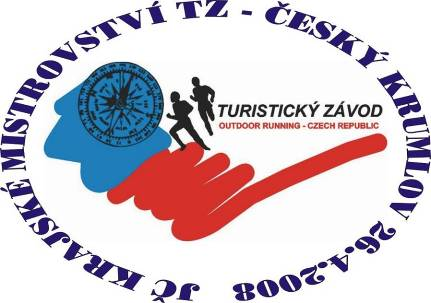 JČ KRAJSKÉ MISTROVSTVÍ TZ - ČESKÝ KRUMLOV 26.4.2008
TURISTICKÝ ZÁVOD
OUTDOOR RUNNING - CZECH REPUBLIC